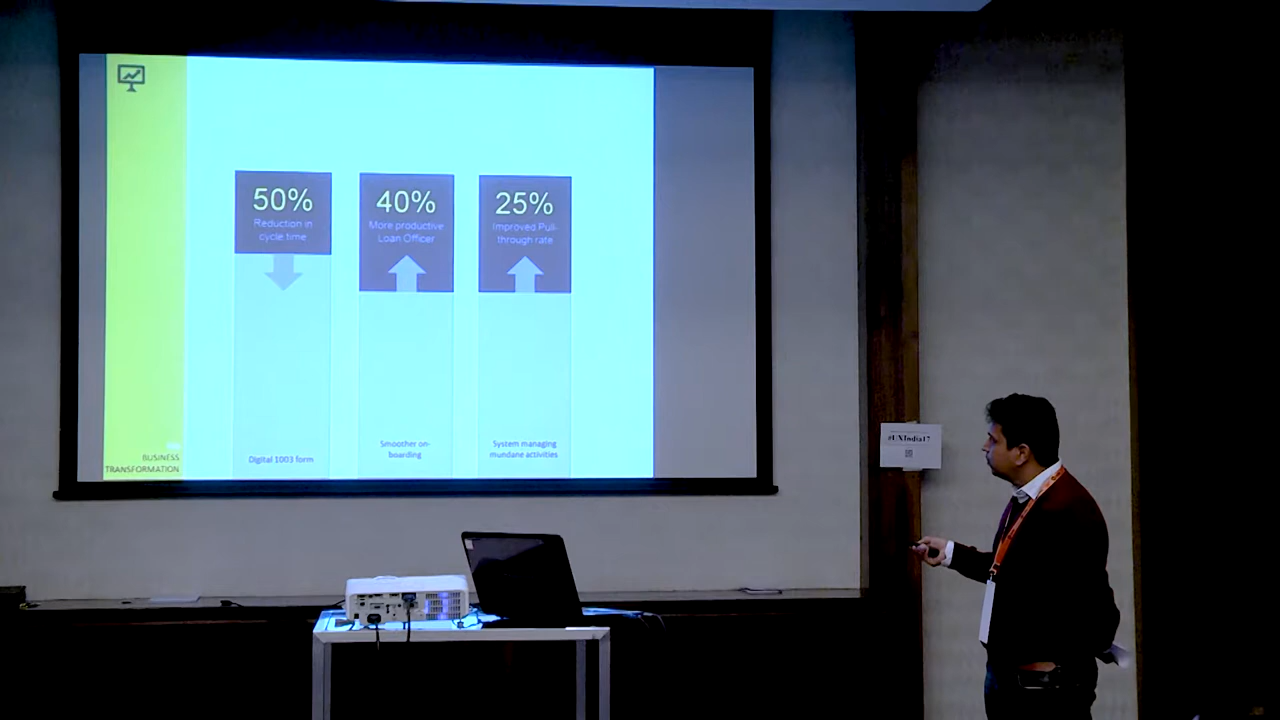 50%
Reduction in
cycle time
40%
More productive
Loan Officer
25%
Improved Pull-
through rate
Digital 1003 form
Smoother on-
boarding
System managing
mundane activities
BUSINESS
TRANSFORMATION
#UXIndia17